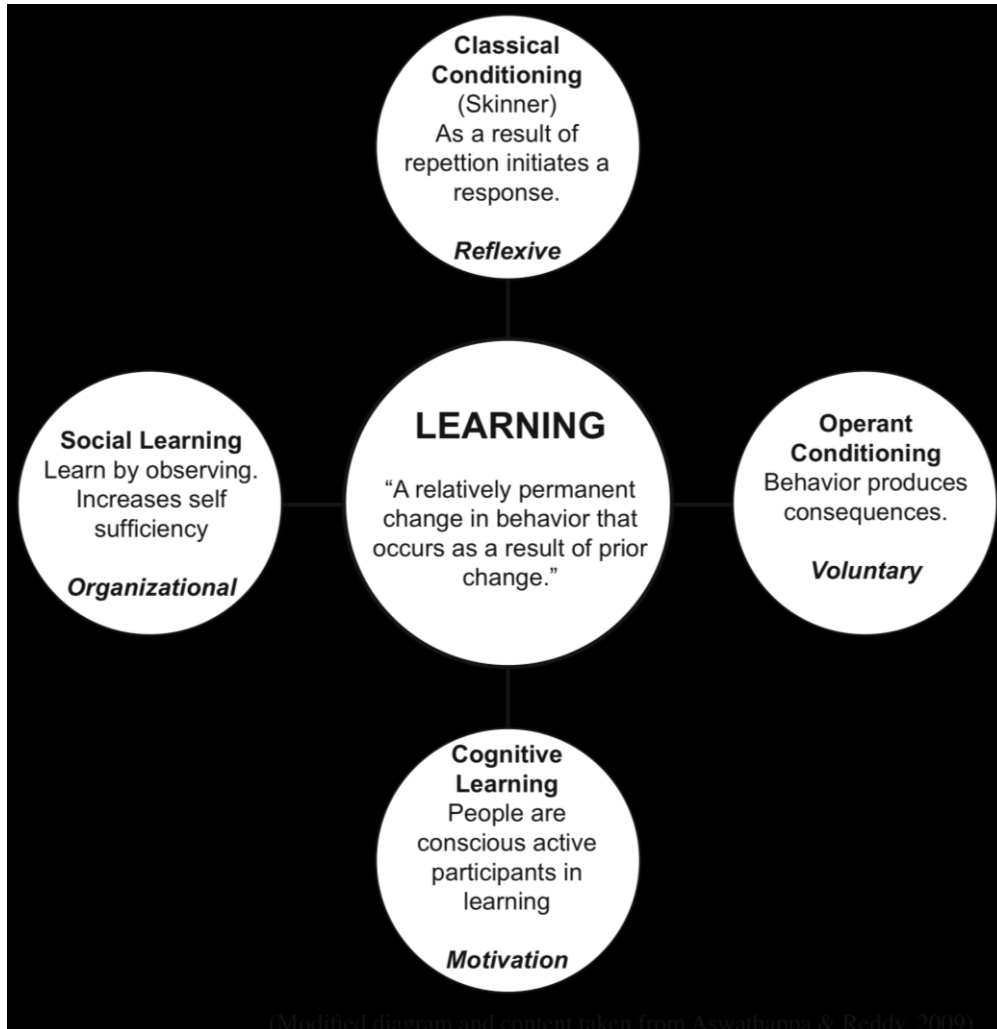 Classical
Conditioning
(Skinner)
As a result of
repettion initiates a
response.
Reflexive
Social Learning
Learn by observing.
Increases self
sufficiency
Organizational
LEARNING
“A relatively permanent
change in behavior that
occurs as a result of prior
change.”
Operant
Conditioning
Behavior produces
consequences.
Voluntary
Cognitive
Learning
People are
conscious active
participants in
learning
Motivation
(Modified diagram and content taken from Aswathappa & Reddy, 2009)